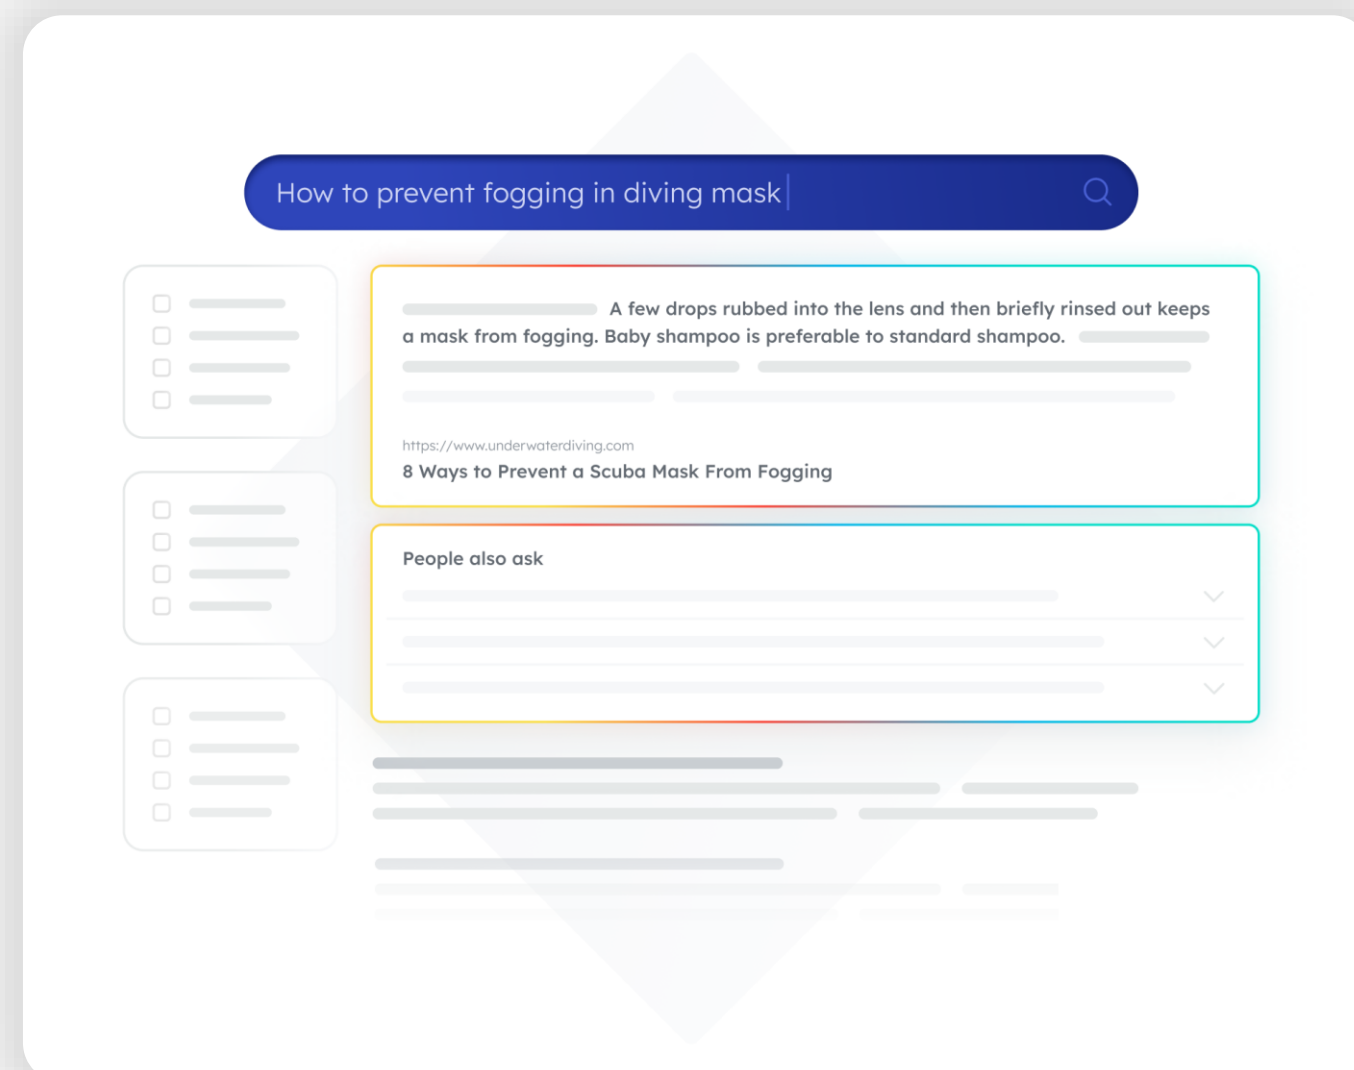 How to prevent fogging in diving mask
A few drops rubbed into the lens and then briefly rinsed out keeps
a mask from fogging. Baby shampoo is preferable to standard shampoo.
https://www.underwaterdiving.com
8 Ways to Prevent a Scuba Mask From Fogging
People also ask